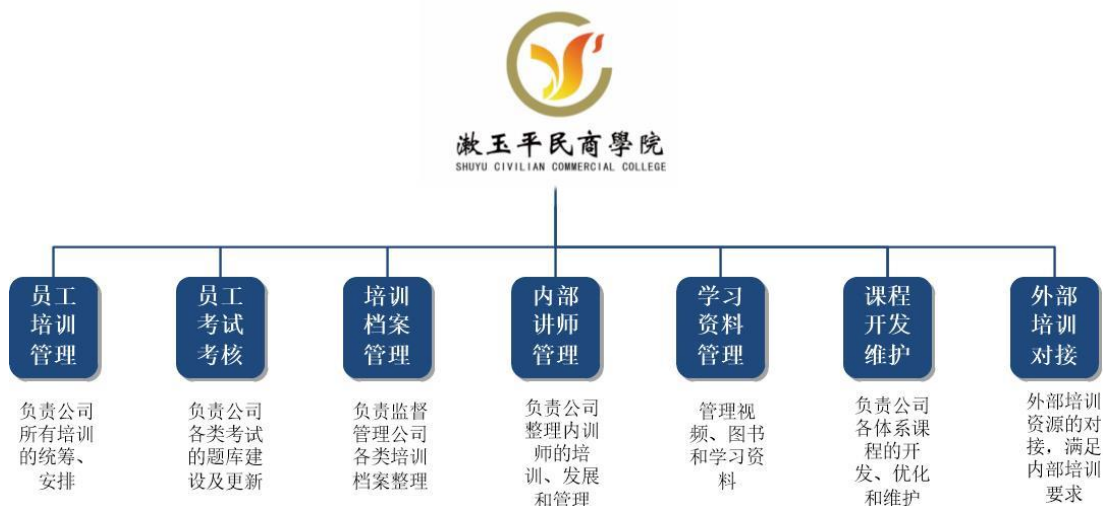 漱玉平民商學院
SHUYU CIVILIAN COMMERCIAL COLLEGE
员工
培训
管理
员工
考试
考核
培训
档案
管理
内部
讲师
管理
学习
资料
管理
课程
开发
维护
外部
培训
对接
负责公司
所有培训
的统筹、
安排
负责公司
各类考试
的题库建
设及更新
负责监督
管理公司
各类培训
档案整理
负责公司
整理内训
师的培
训、发展
和管理
管理视
频、图书
和学习资
料
负责公司
各体系课
程的开
发、优化
和维护
外部培训
资源的对
接，满足
内部培训
要求